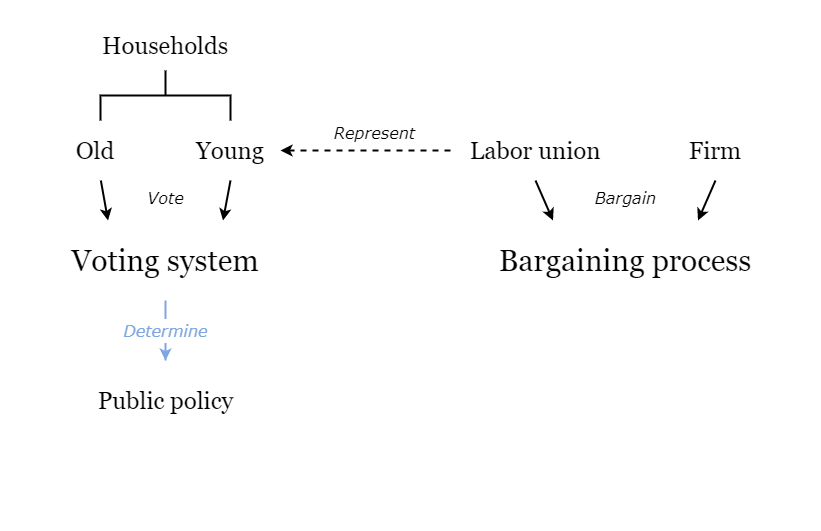 Households
Old
Young
Represent
Labor union
Firm
Vote
Bargain
Voting system
Bargaining process
Determine
Public policy